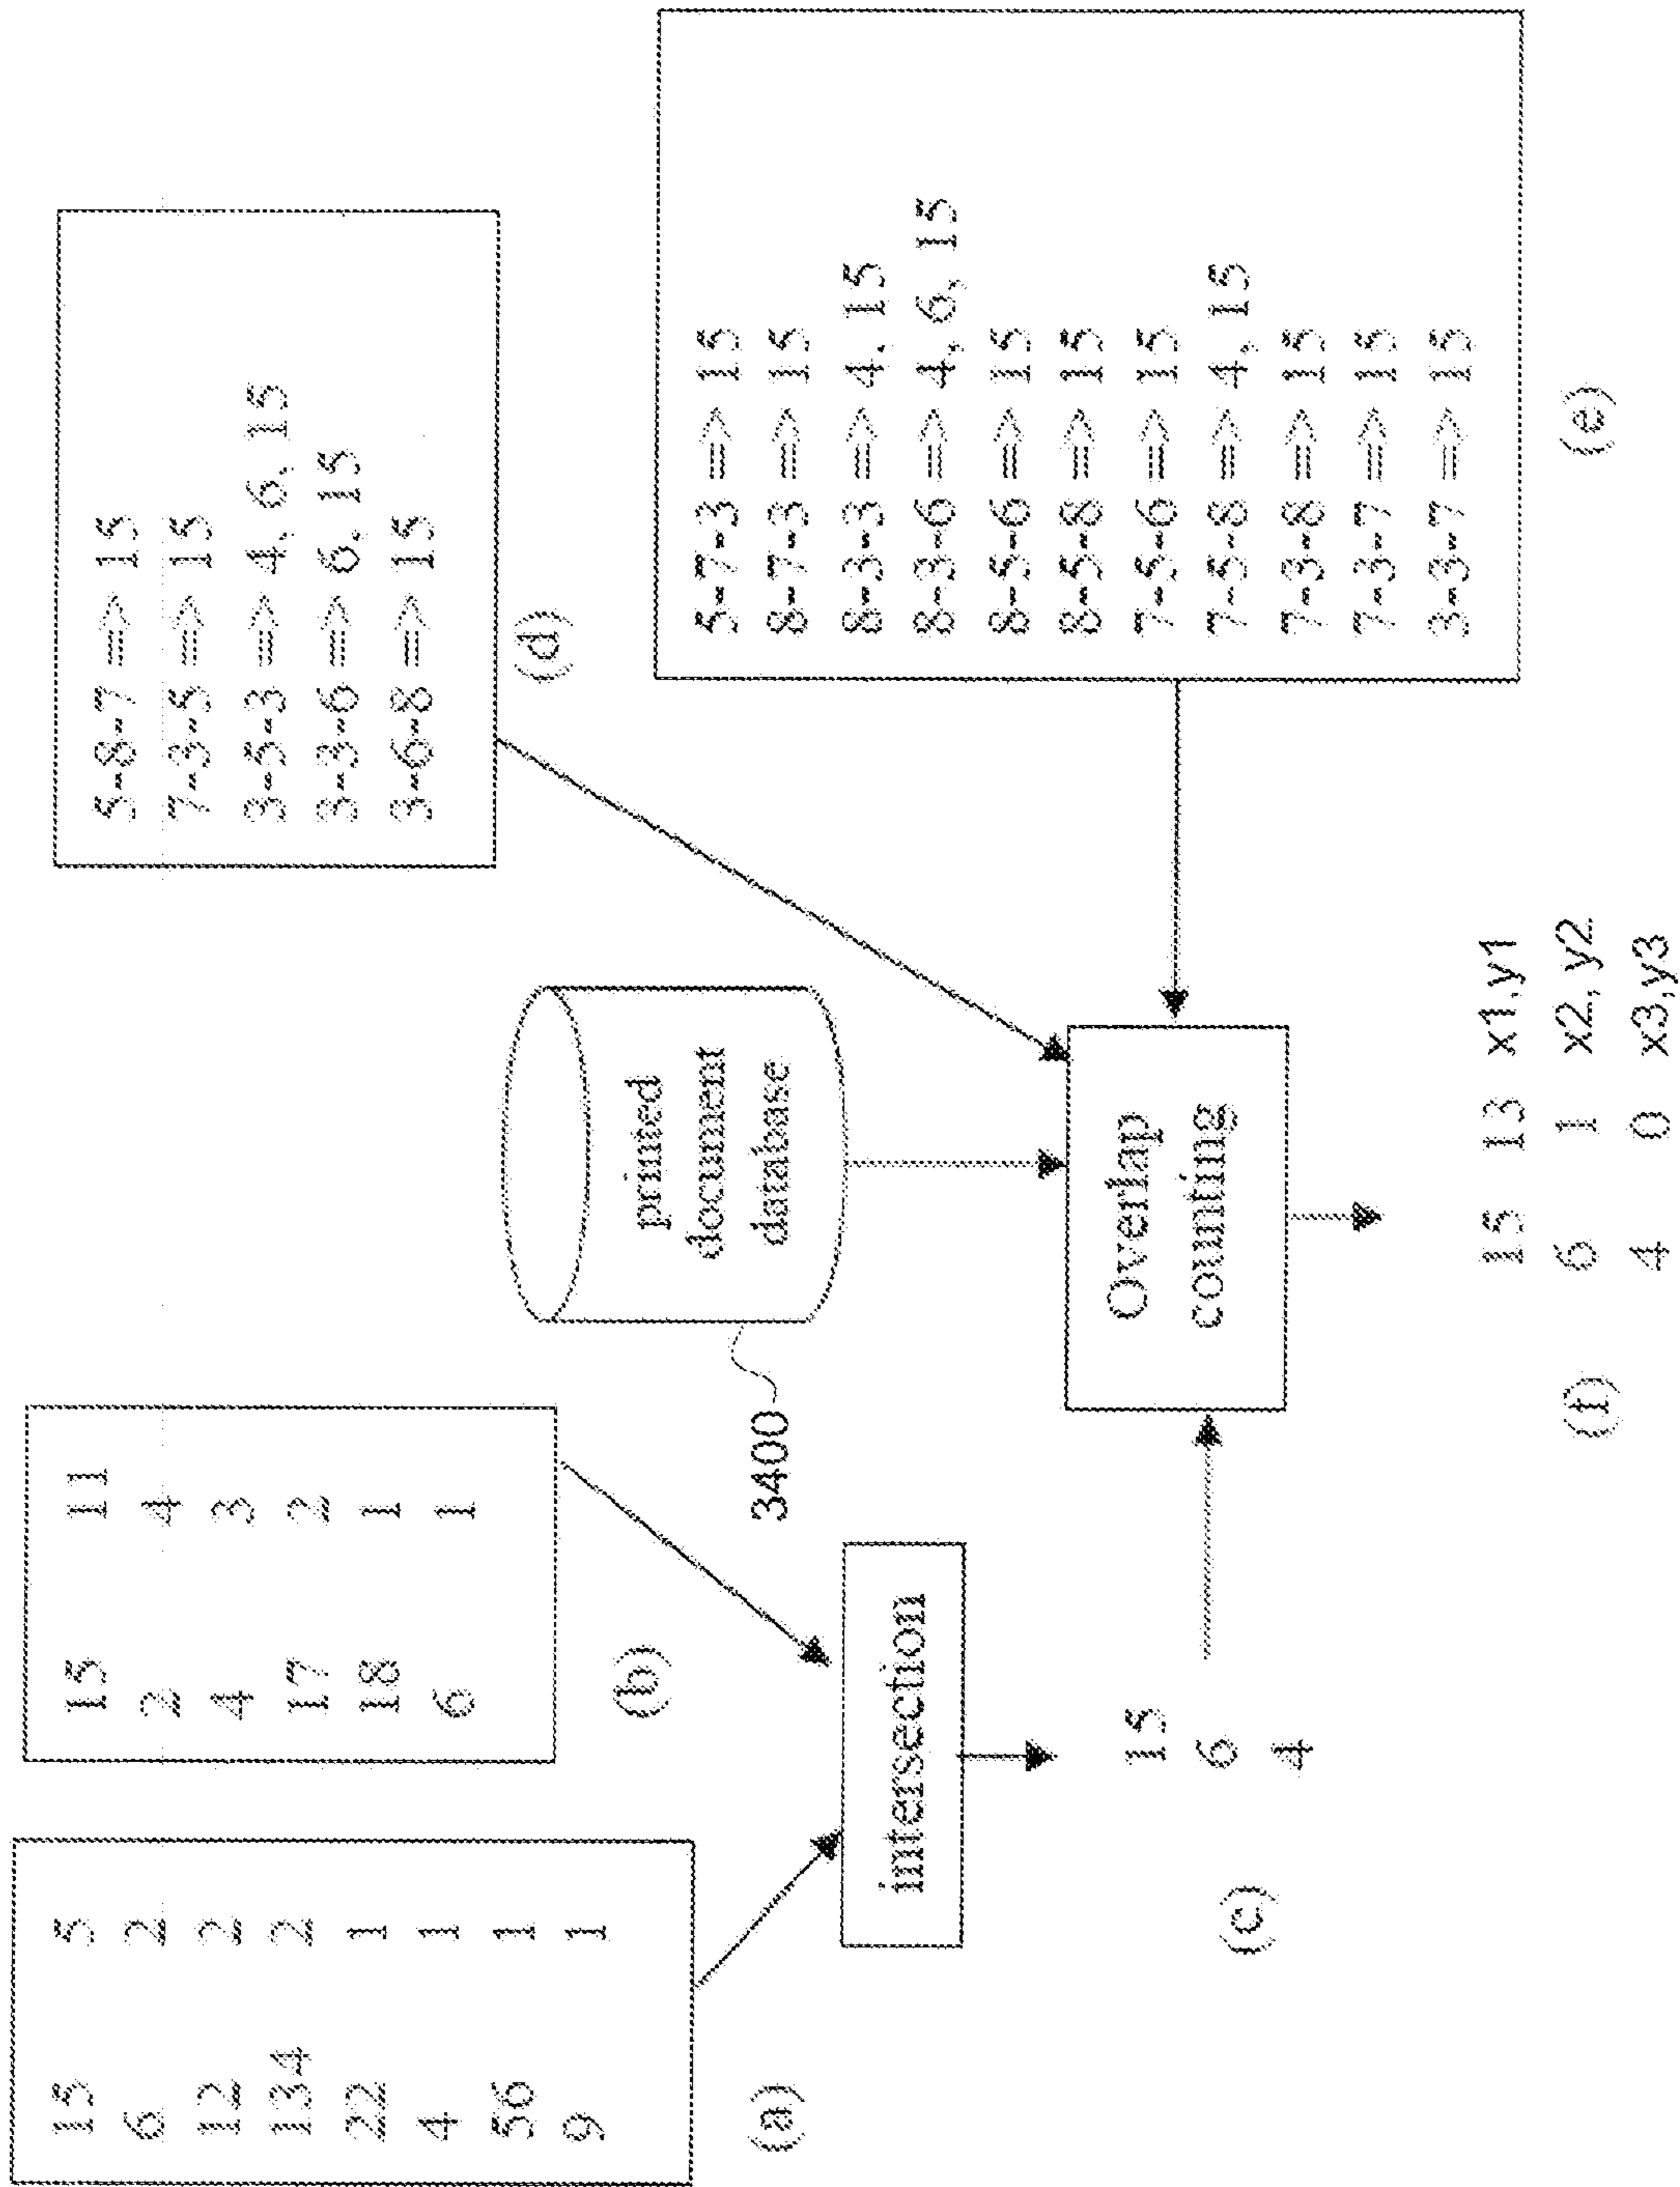 15 5
6 2
12 2
134 2
22 1
4 1
56 1
9 1
(a)
15 11
2 4
4 3
17 2
18 1
6 1
(b)
intersection
15
6
4
(c)
3400
printed
document
database
Overlap
counting
5-8-7 => 15
7-3-5 => 15
3-5-3 => 4, 6, 15
3-3-6 => 6, 15
3-6-8 => 15
(d)
5-7-3 => 15
8-7-3 => 15
8-3-3 => 4, 15
8-3-6 => 4, 6, 15
8-5-6 => 15
8-5-8 => 15
7-5-6 => 15
7-5-8 => 4, 15
7-3-8 => 15
7-3-7 => 15
3-3-7 => 15
(e)
15 13 x1,y1
6 1 x2, y2
4 0 x3,y3
(f)